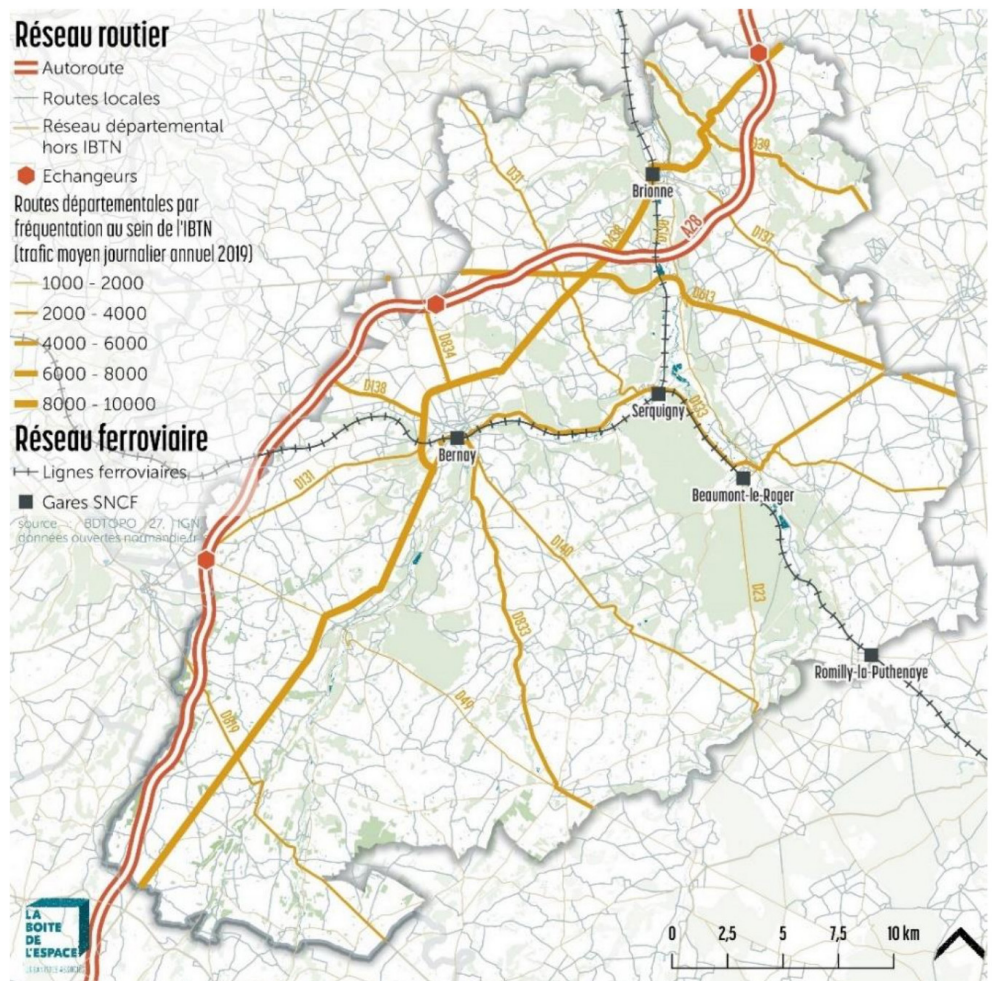 Réseau routier
Autoroute
Routes locales
Réseau départemental
hors IBTN
Echangeurs
Routes départementales par
fréquentation au sein de l'IBTN
(trafic moyen journalier annuel 2019)
1000 - 2000
2000 - 4000
4000 - 6000
6000 - 8000
8000 - 10000
Réseau ferroviaire
Lignes ferroviaires
Gares SNCF
source : BDTOPO 27, IGN
données ouvertes normandie.fr
D39
D31
Brionne
A28
D438
D137
D613
D834
D138
Serquigny
D133
Bernay
D131
Beaumont-le-Roger
D140
D23
D833
Romilly-la-Puthenaye
D49
D819
LA
BOITE
DE
L'ESPACE
0 2,5 5 7,5 10 km